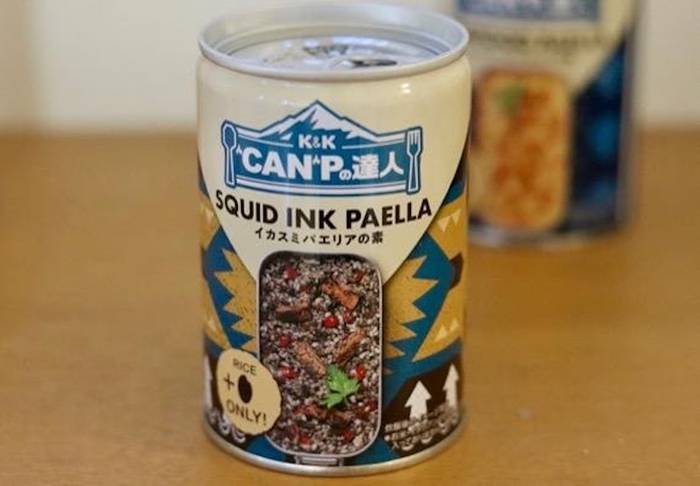 K&K
"CAN"Pの達人
SQUID INK PAELLA
イカスミパエリアの素
RICE
+
ONLY!